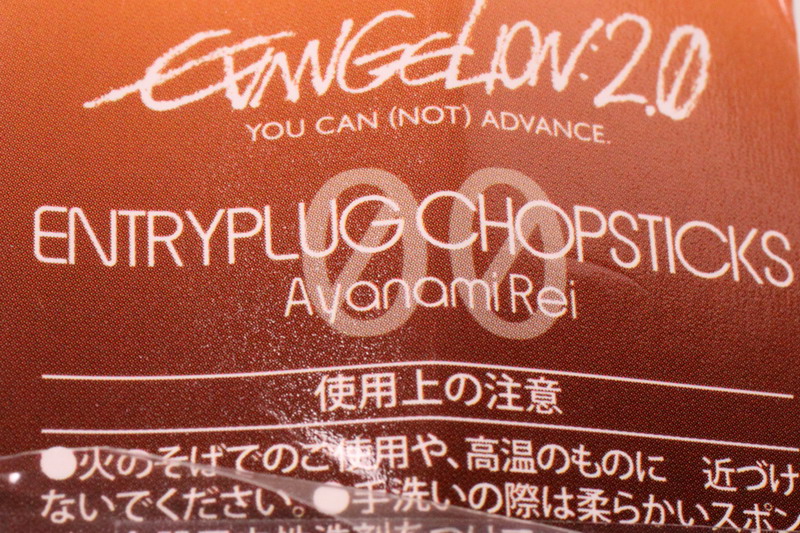 EVANGELION:2.0
YOU CAN (NOT) ADVANCE.
00
ENTRYPLUG CHOPSTICKS
Ayanami Rei
使用上の注意
●火のそばでのご使用や、高温のものに 近づけ
ないでください。●手洗いの際は柔らかいスポン